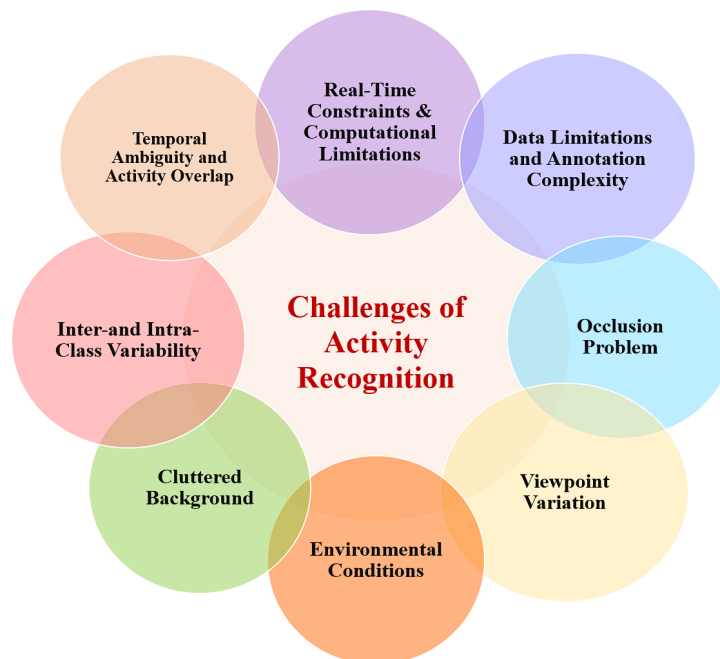 Real-Time
Constraints &
Computational
Limitations
Data Limitations
and Annotation
Complexity
Temporal
Ambiguity and
Activity Overlap
Challenges of
Activity
Recognition
Occlusion
Problem
Inter-and Intra-
Class Variability
Viewpoint
Variation
Cluttered
Background
Environmental
Conditions